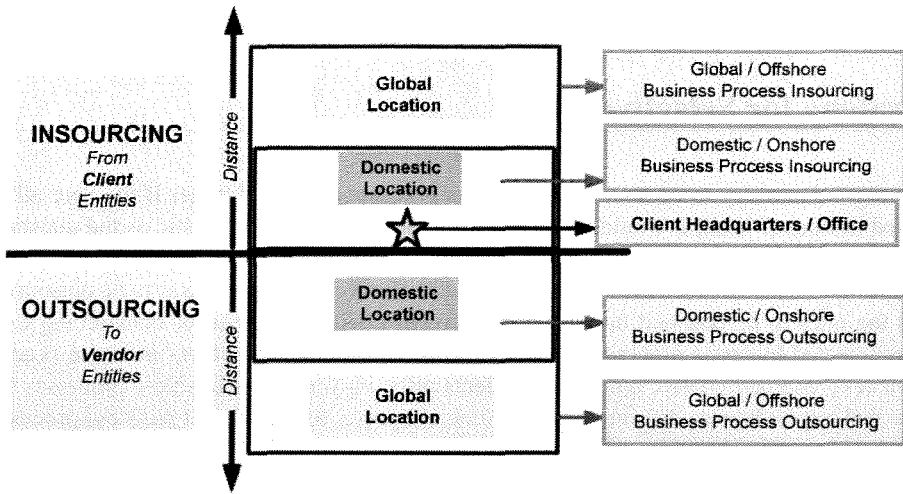 INSOURCING
From
Client
Entities
Distance
Global
Location
Domestic
Location
Global / Offshore
Business Process Insourcing
Domestic / Onshore
Business Process Insourcing
Client Headquarters / Office
OUTSOURCING
To
Vendor
Entities
Distance
Domestic
Location
Global
Location
Domestic / Onshore
Business Process Outsourcing
Global / Offshore
Business Process Outsourcing